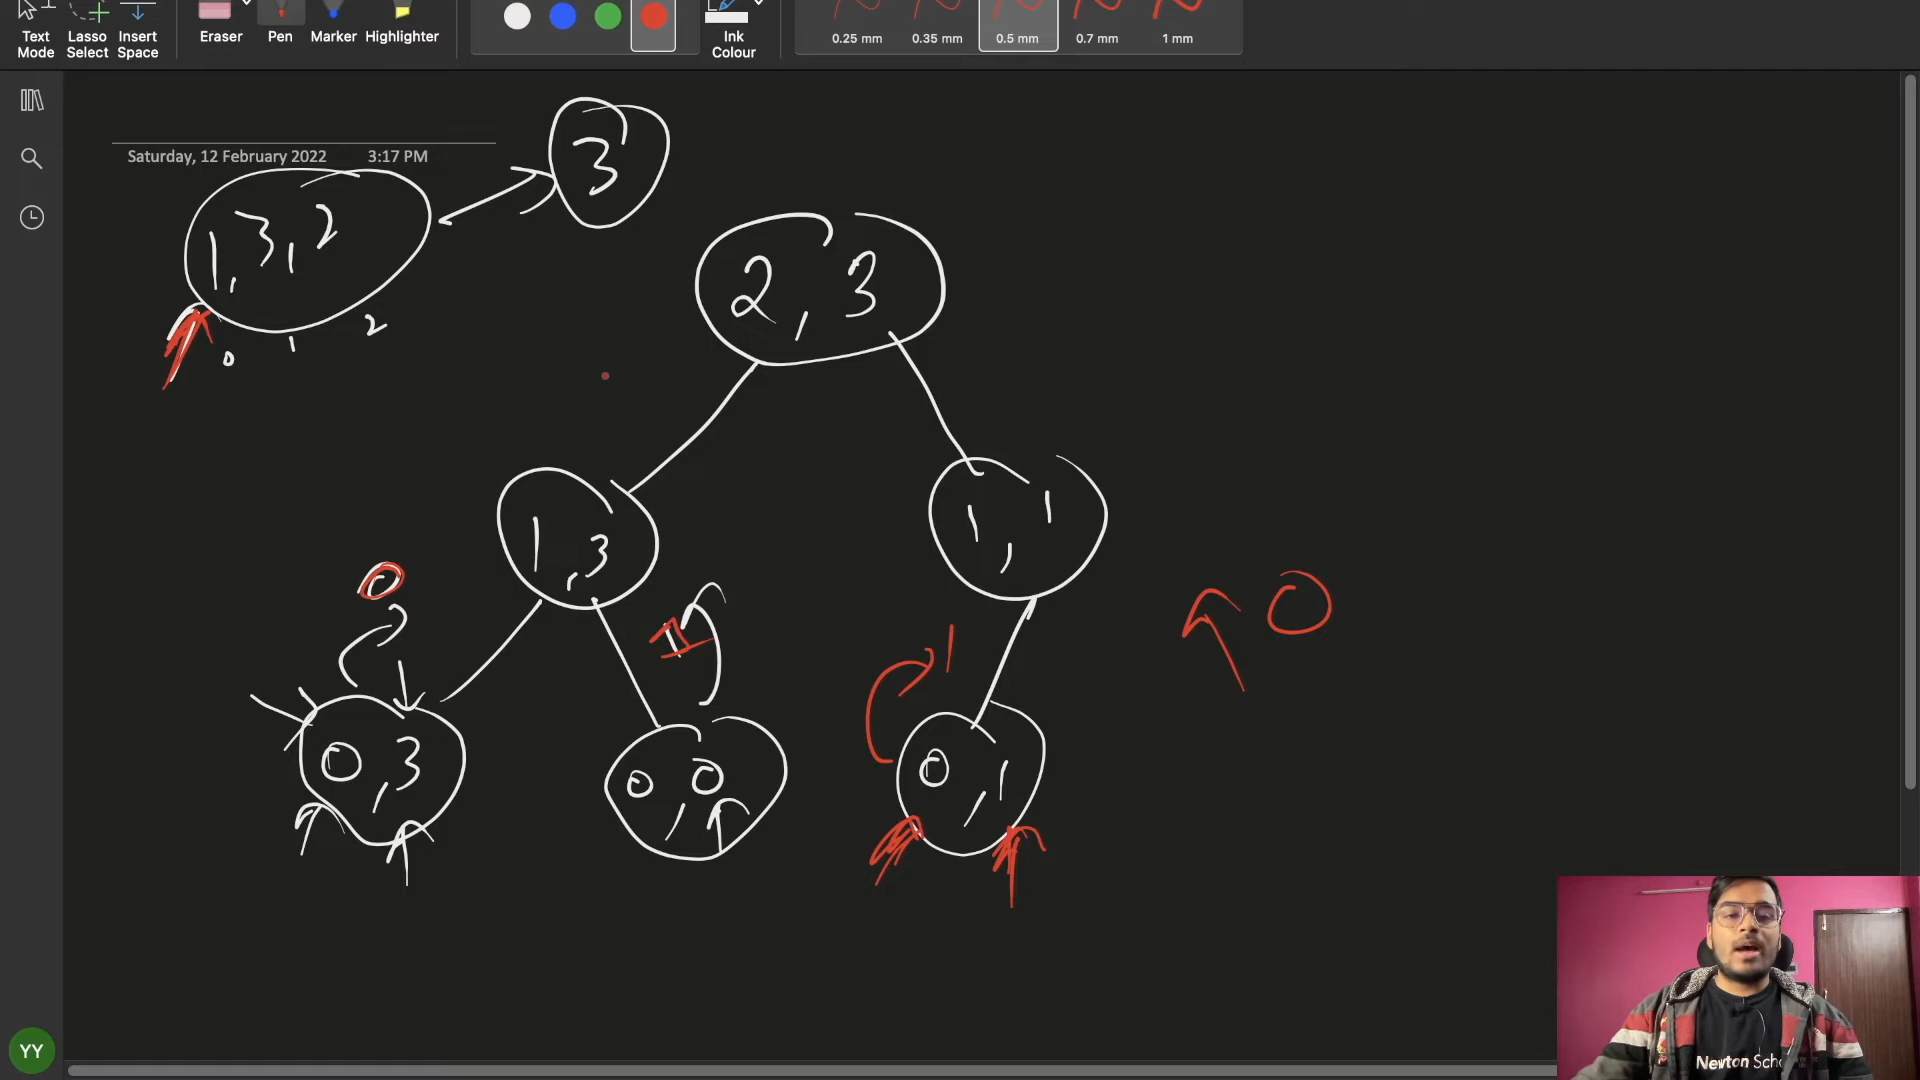 Text Mode
Lasso Select
Insert Space
Eraser
Pen
Marker
Highlighter
Ink Colour
0.25 mm
0.35 mm
0.5 mm
0.7 mm
1 mm
Saturday, 12 February 2022 3:17 PM
3
1, 3, 2
0 1 2
2, 3
1, 3
1, 1
0
1
1
0
0, 3
0, 0
0, 1
Newton Scho
YY